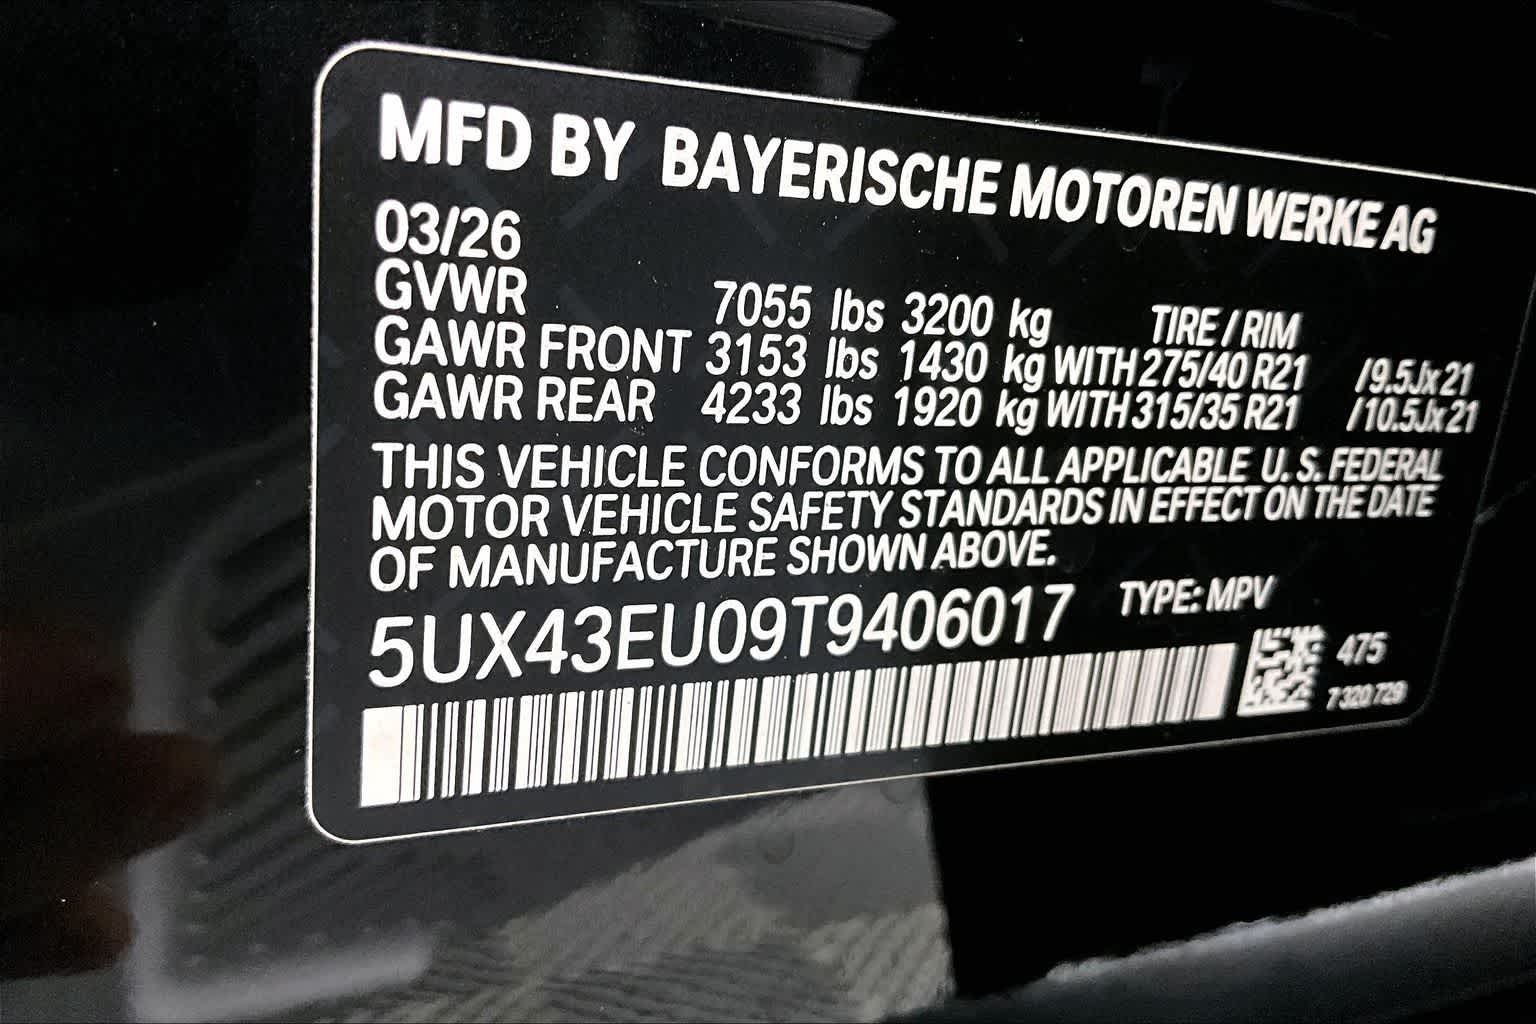 MFD BY BAYERISCHE MOTOREN WERKE AG
03/26
GVWR 7055 lbs 3200 kg TIRE / RIM
GAWR FRONT 3153 lbs 1430 kg WITH 275/40 R21 /9.5Jx21
GAWR REAR 4233 lbs 1920 kg WITH 315/35 R21 /10.5Jx21
THIS VEHICLE CONFORMS TO ALL APPLICABLE U.S. FEDERAL
MOTOR VEHICLE SAFETY STANDARDS IN EFFECT ON THE DATE
OF MANUFACTURE SHOWN ABOVE.
5UX43EU09T9406017 TYPE: MPV
475
7 320 729